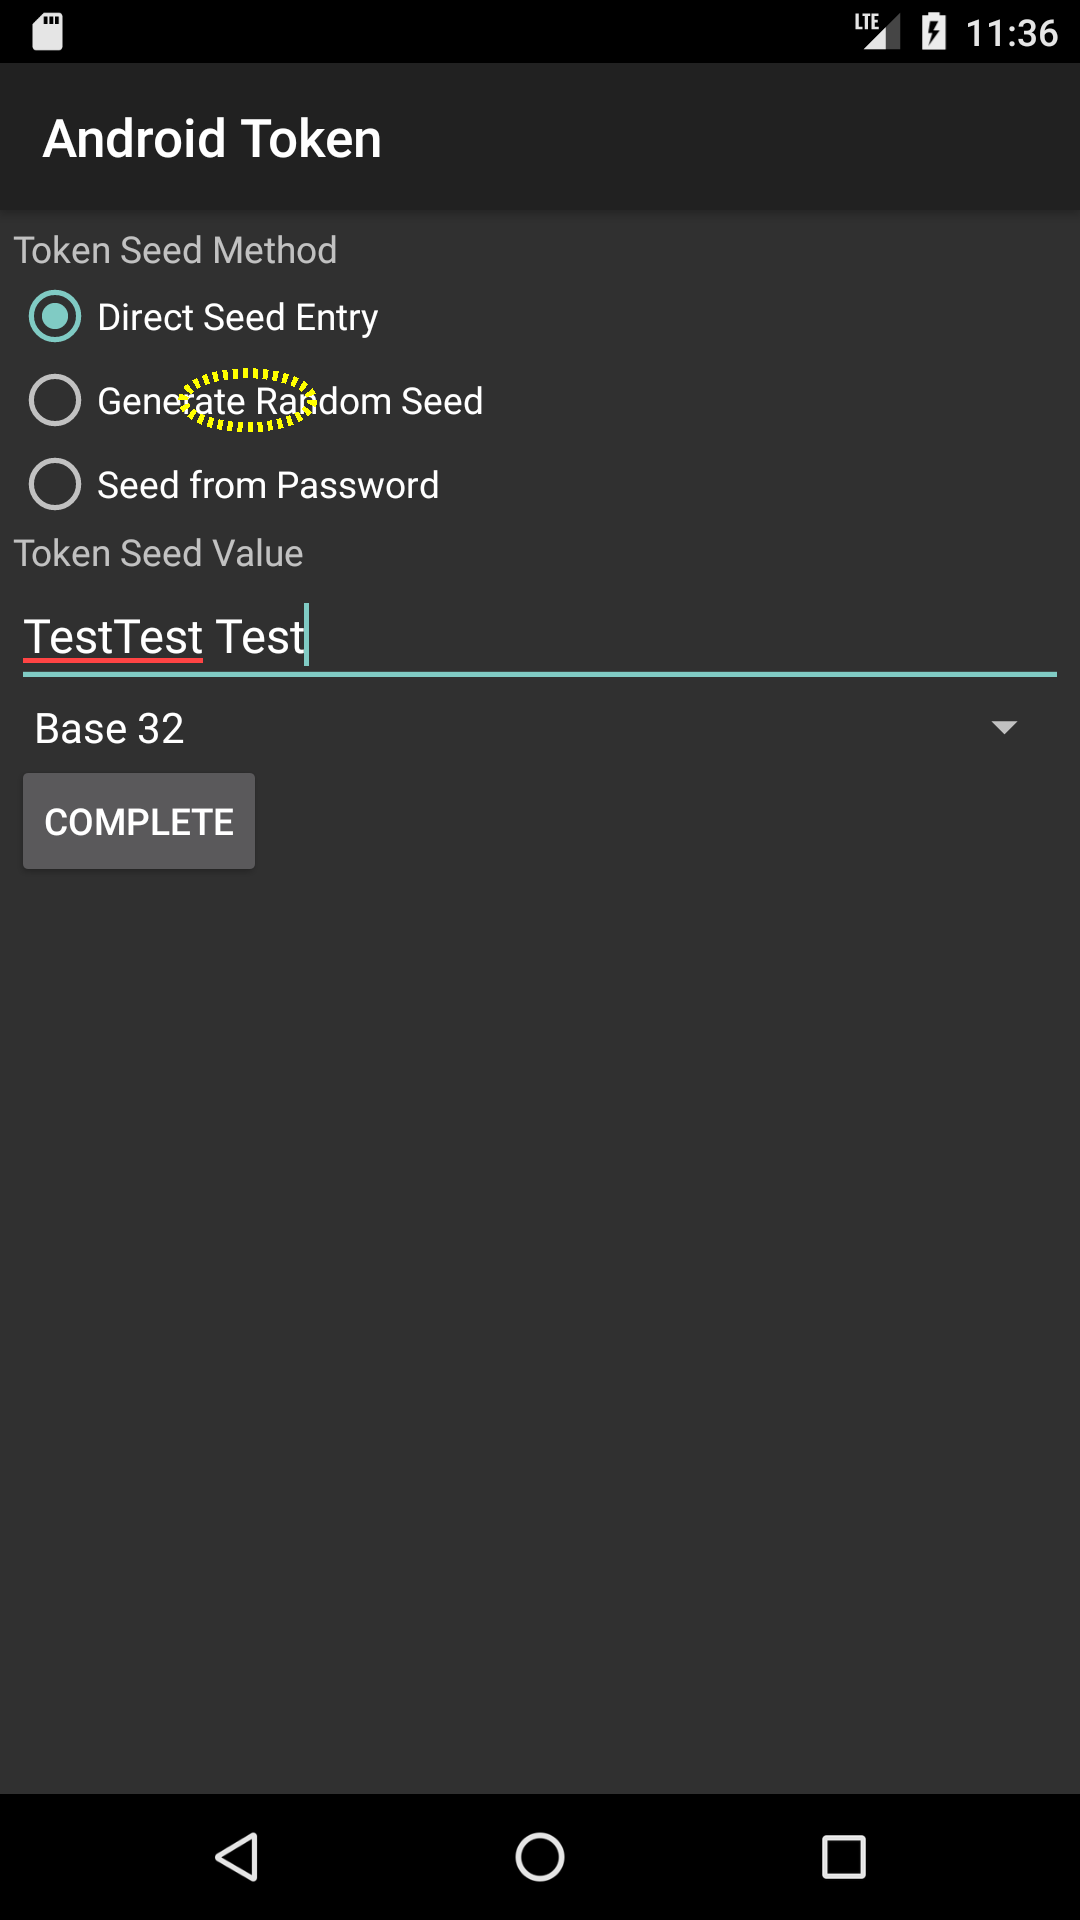 LTE 11:36
Android Token
Token Seed Method
Direct Seed Entry
Generate Random Seed
Seed from Password
Token Seed Value
TestTest Test
Base 32
COMPLETE